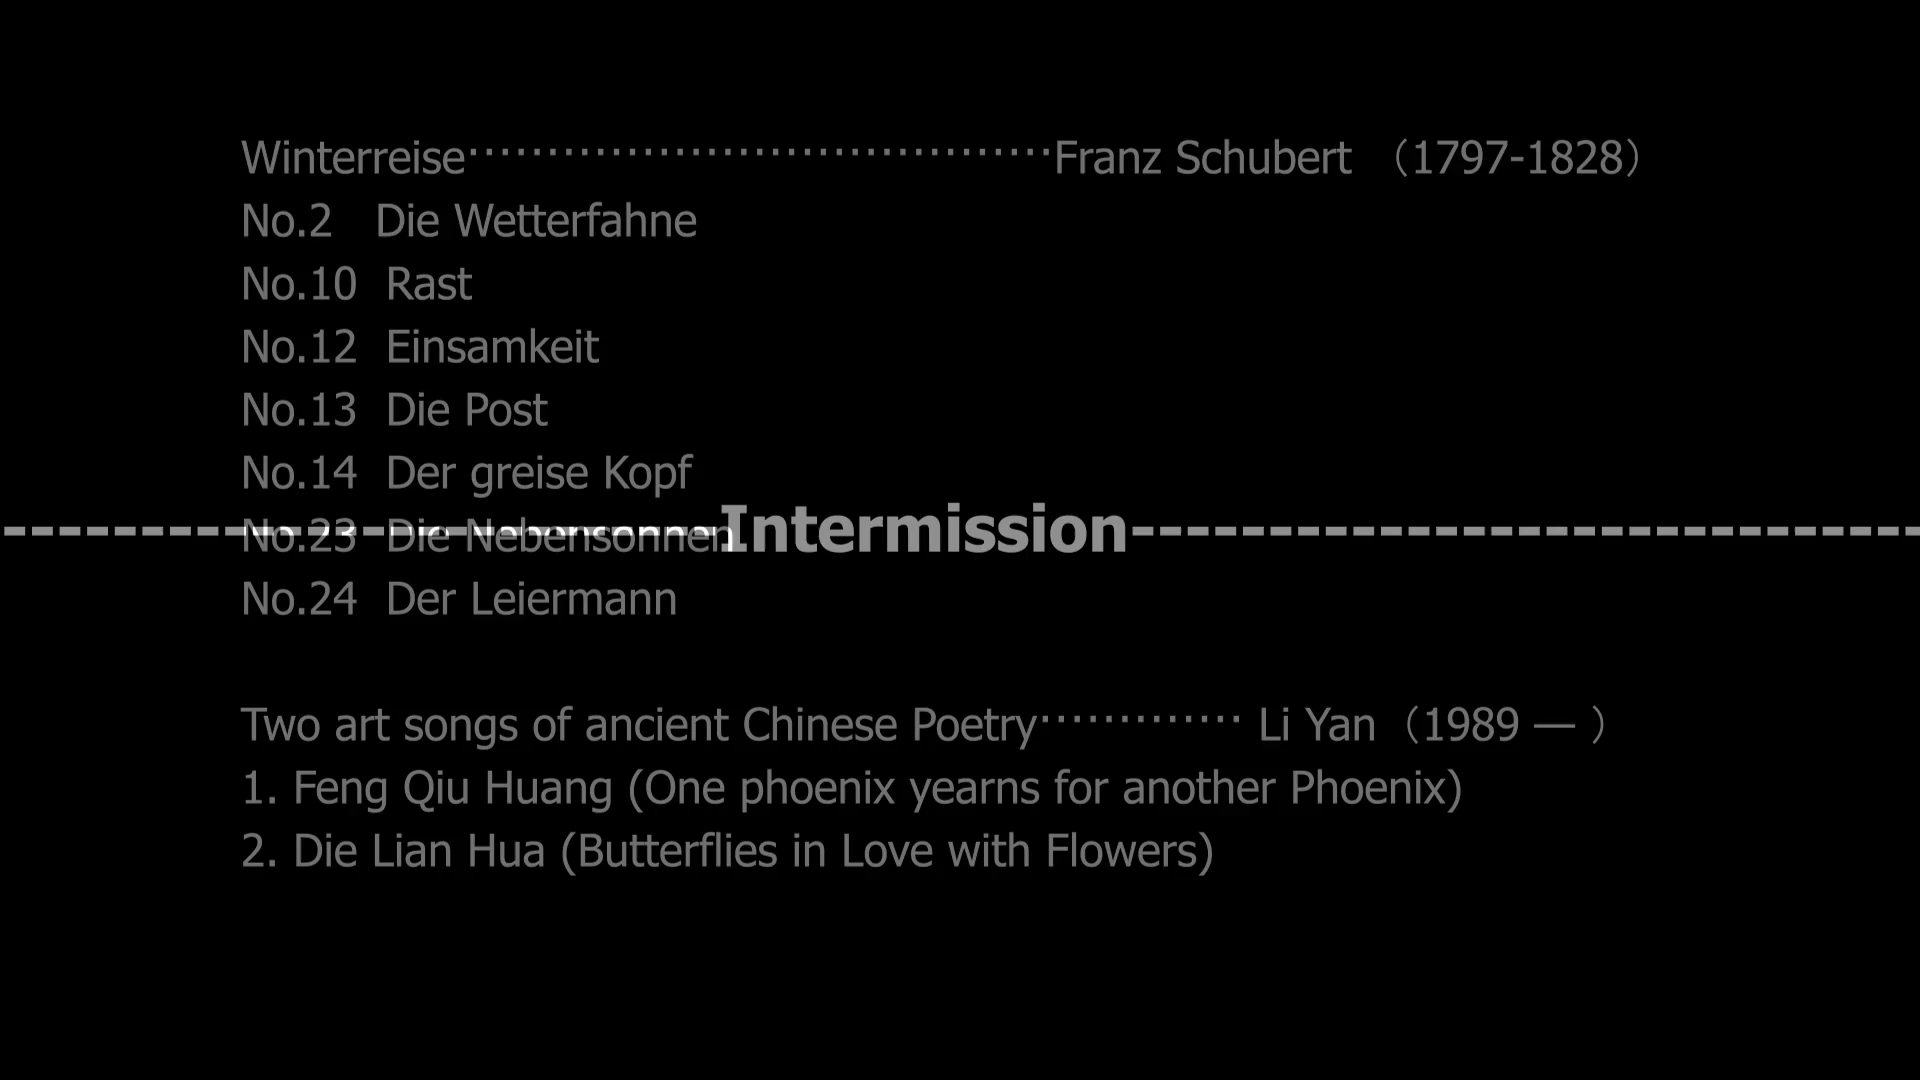 Winterreise····································Franz Schubert （1797-1828）
No.2 Die Wetterfahne
No.10 Rast
No.12 Einsamkeit
No.13 Die Post
No.14 Der greise Kopf
No.23 Die Nebensonnen
--------------------------Intermission-----------------------------
No.24 Der Leiermann
Two art songs of ancient Chinese Poetry············· Li Yan（1989 — ）
1. Feng Qiu Huang (One phoenix yearns for another Phoenix)
2. Die Lian Hua (Butterflies in Love with Flowers)